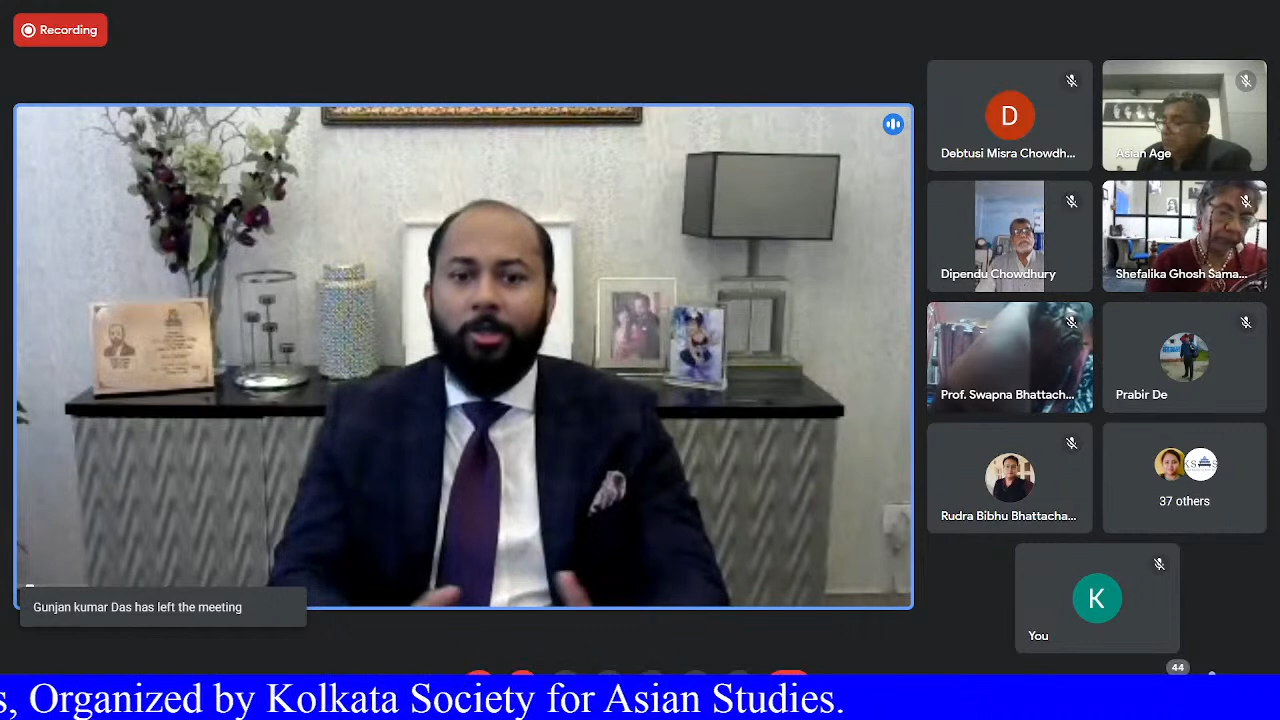 Recording
D
Debtusi Misra Chowdh...
Asian Age
Dipendu Chowdhury
Shefalika Ghosh Sama...
Prof. Swapna Bhattach...
Prabir De
Rudra Bibhu Bhattacha...
37 others
K
You
Gunjan kumar Das has left the meeting
44
s, Organized by Kolkata Society for Asian Studies.